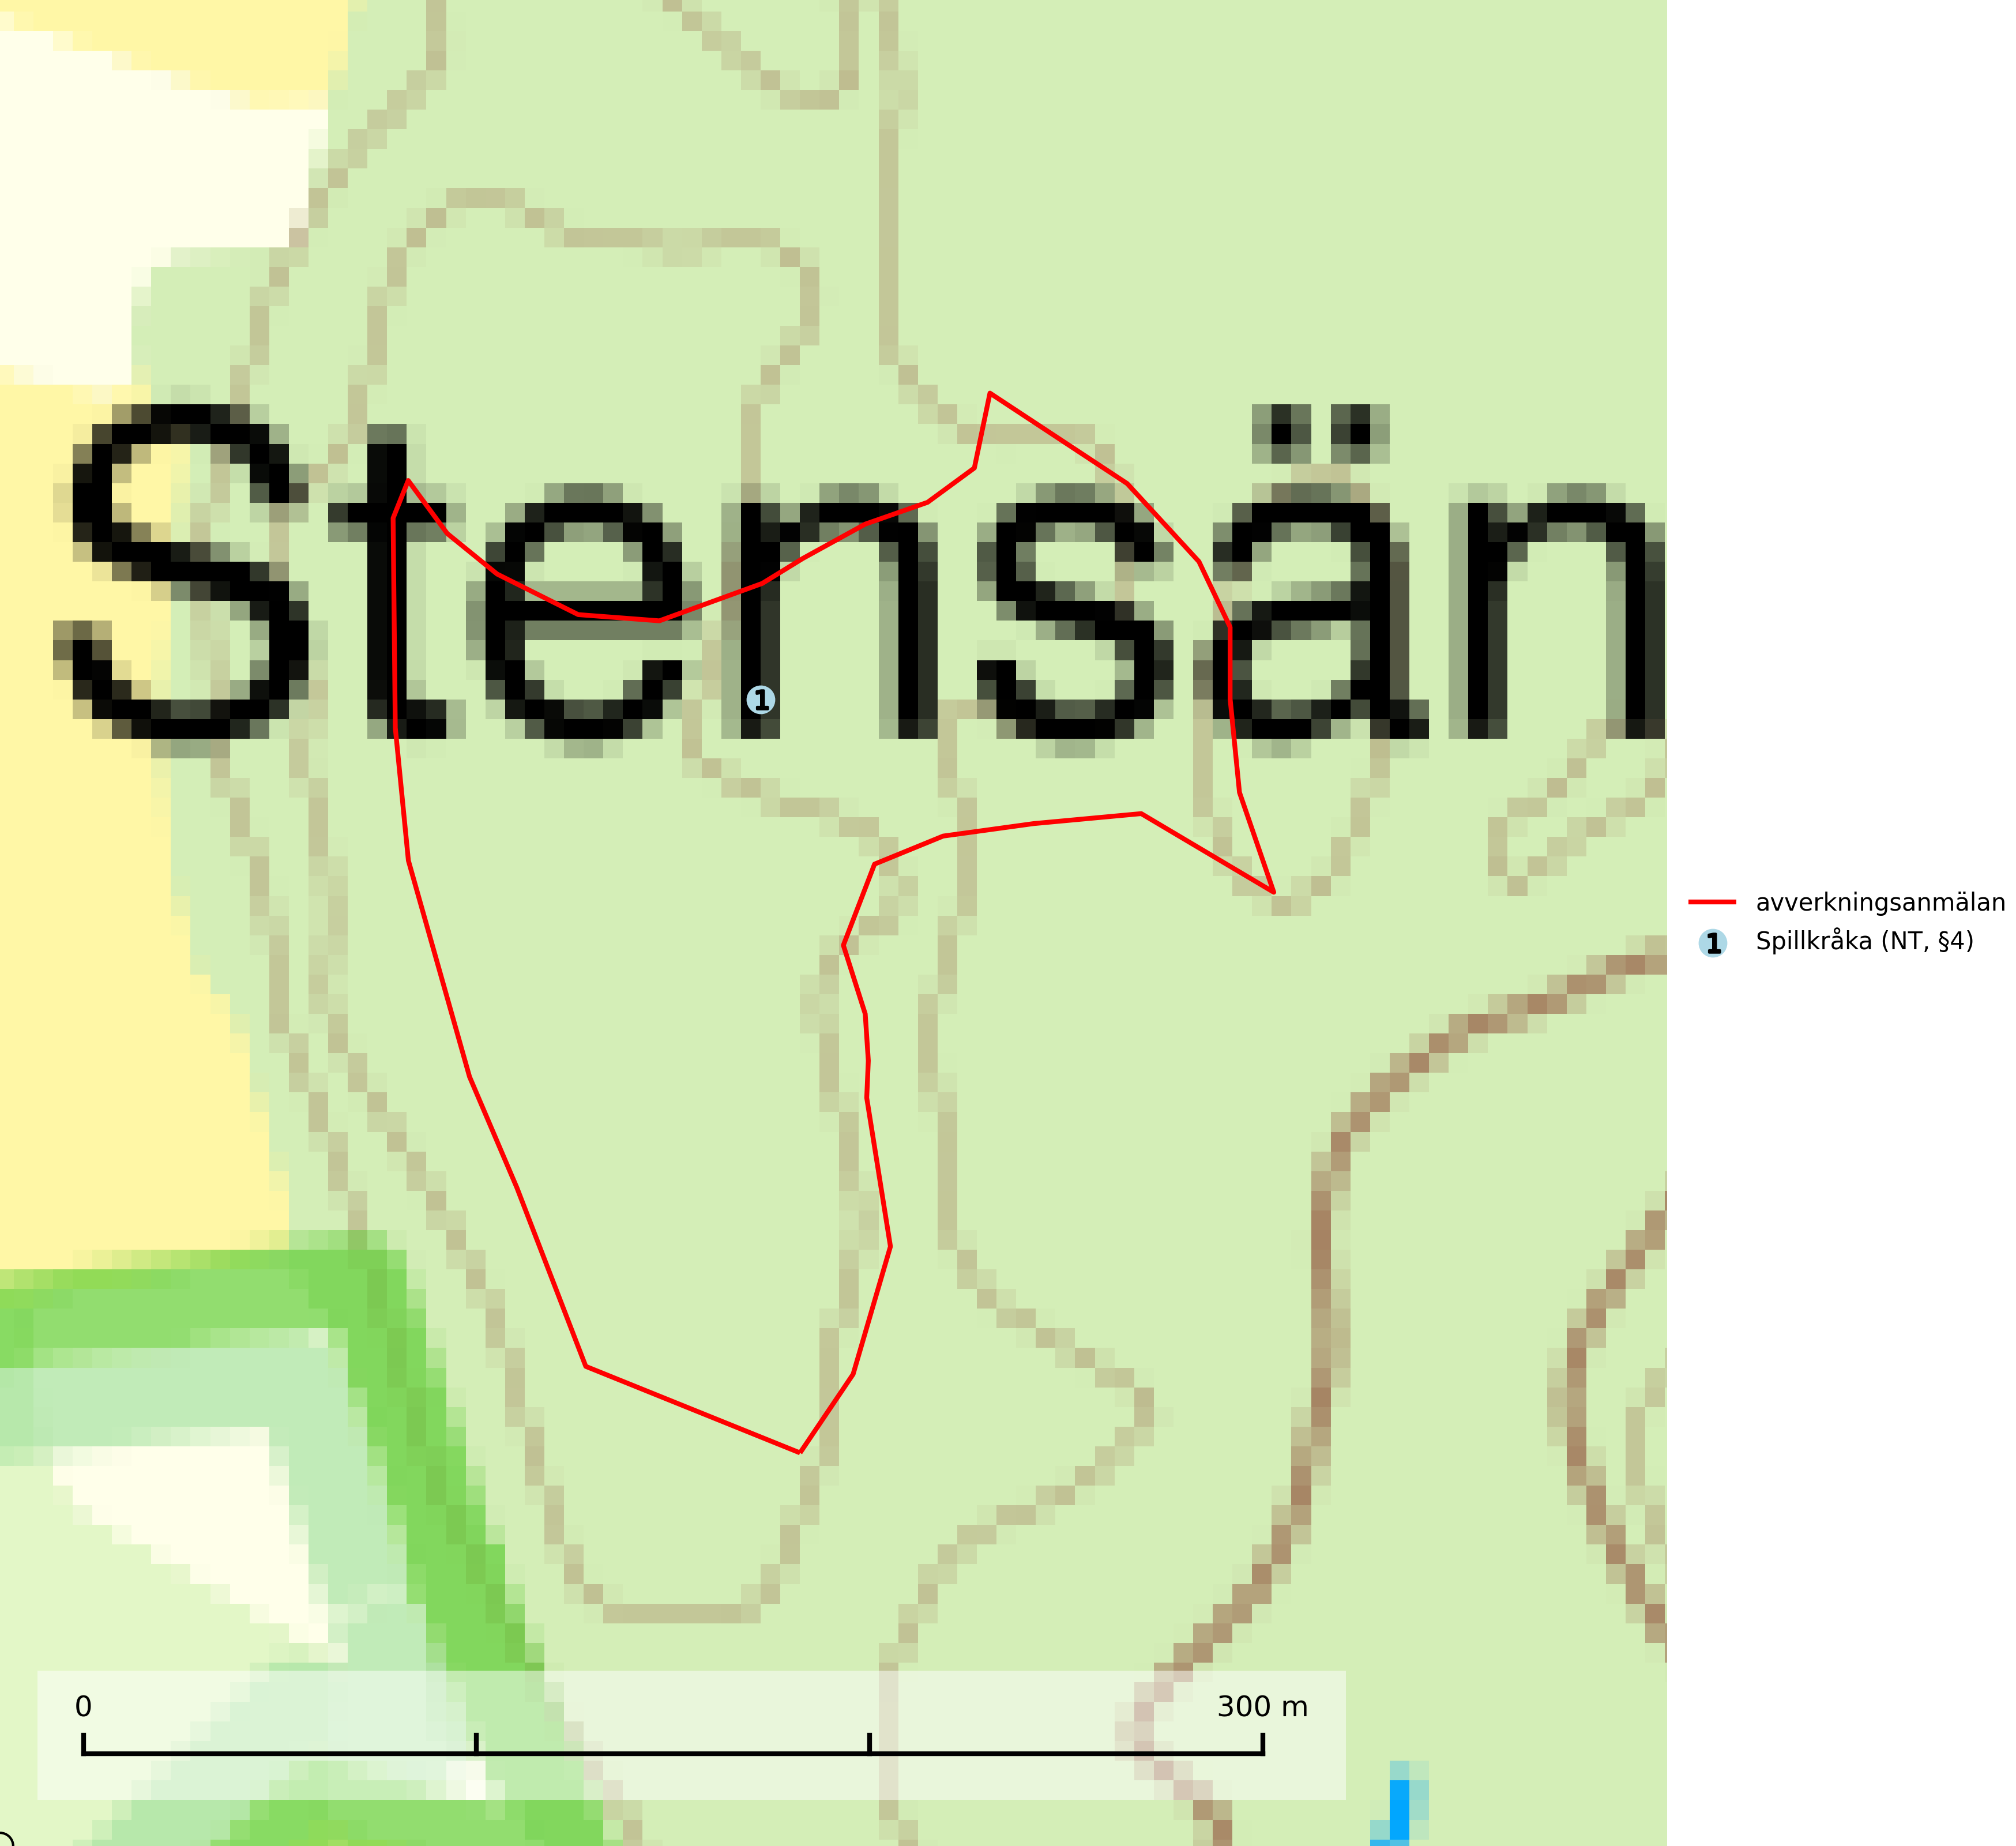 Stensän
1
avverkningsanmälan
1 Spillkråka (NT, §4)
0 300 m